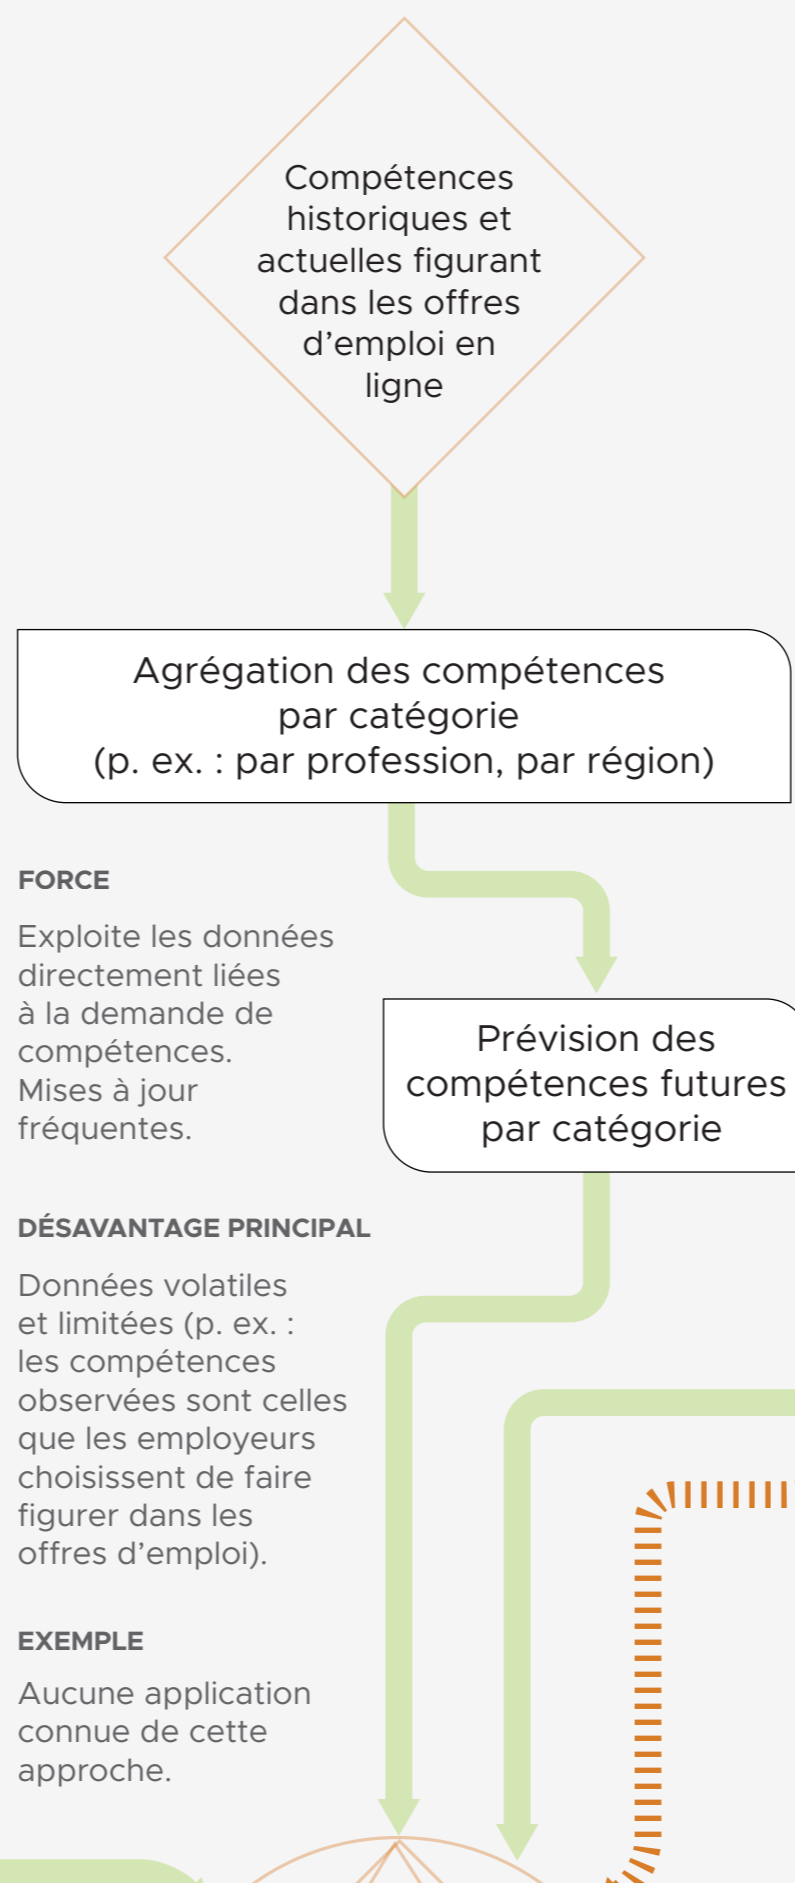 Compétences
historiques et
actuelles figurant
dans les offres
d’emploi en
ligne
Agrégation des compétences
par catégorie
(p. ex. : par profession, par région)
FORCE
Exploite les données
directement liées
à la demande de
compétences.
Mises à jour
fréquentes.
Prévision des
compétences futures
par catégorie
DÉSAVANTAGE PRINCIPAL
Données volatiles
et limitées (p. ex. :
les compétences
observées sont celles
que les employeurs
choisissent de faire
figurer dans les
offres d’emploi).
EXEMPLE
Aucune application
connue de cette
approche.